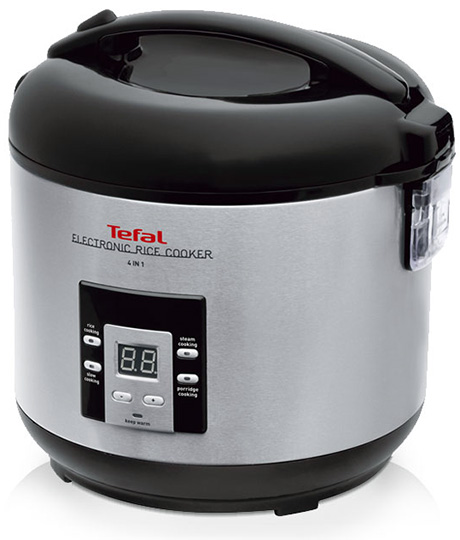 Tefal
ELECTRONIC RICE COOKER
4 IN 1
rice
cooking
steam
cooking
8.8.
slow
cooking
porridge
cooking
- +
keep warm